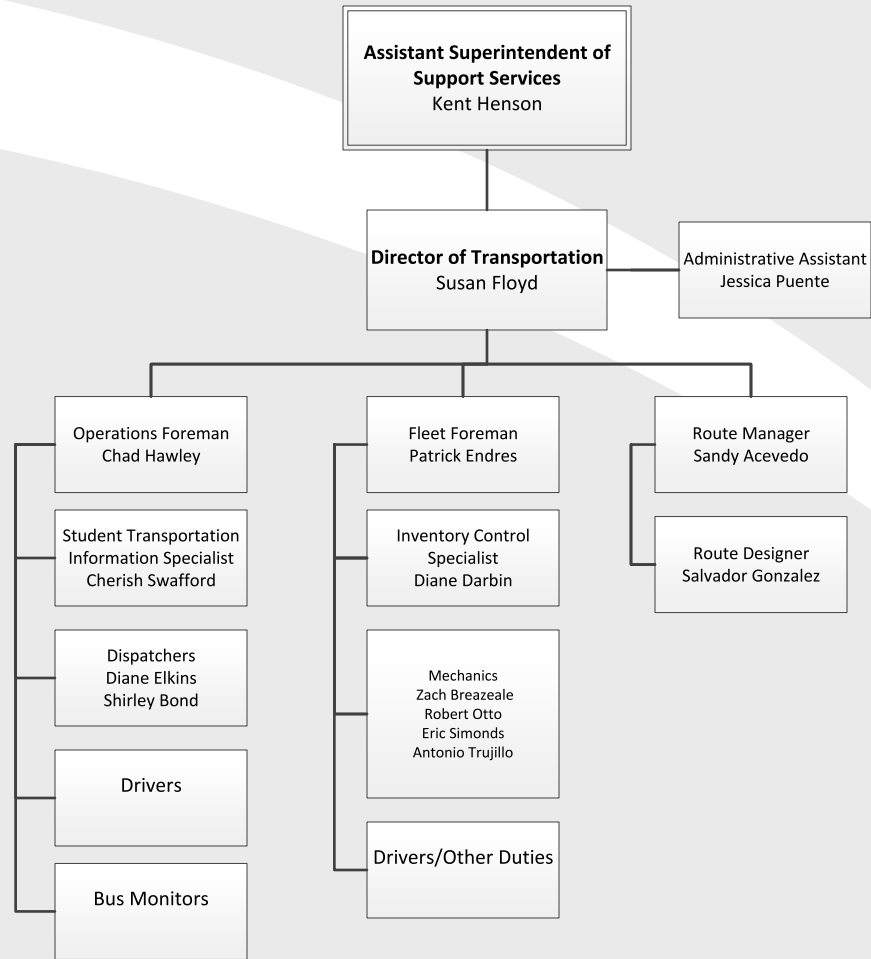 Assistant Superintendent of
Support Services
Kent Henson
Director of Transportation
Susan Floyd
Administrative Assistant
Jessica Puente
Operations Foreman
Chad Hawley
Fleet Foreman
Patrick Endres
Route Manager
Sandy Acevedo
Student Transportation
Information Specialist
Cherish Swafford
Inventory Control
Specialist
Diane Darbin
Route Designer
Salvador Gonzalez
Dispatchers
Diane Elkins
Shirley Bond
Mechanics
Zach Breazeale
Robert Otto
Eric Simonds
Antonio Trujillo
Drivers
Drivers/Other Duties
Bus Monitors